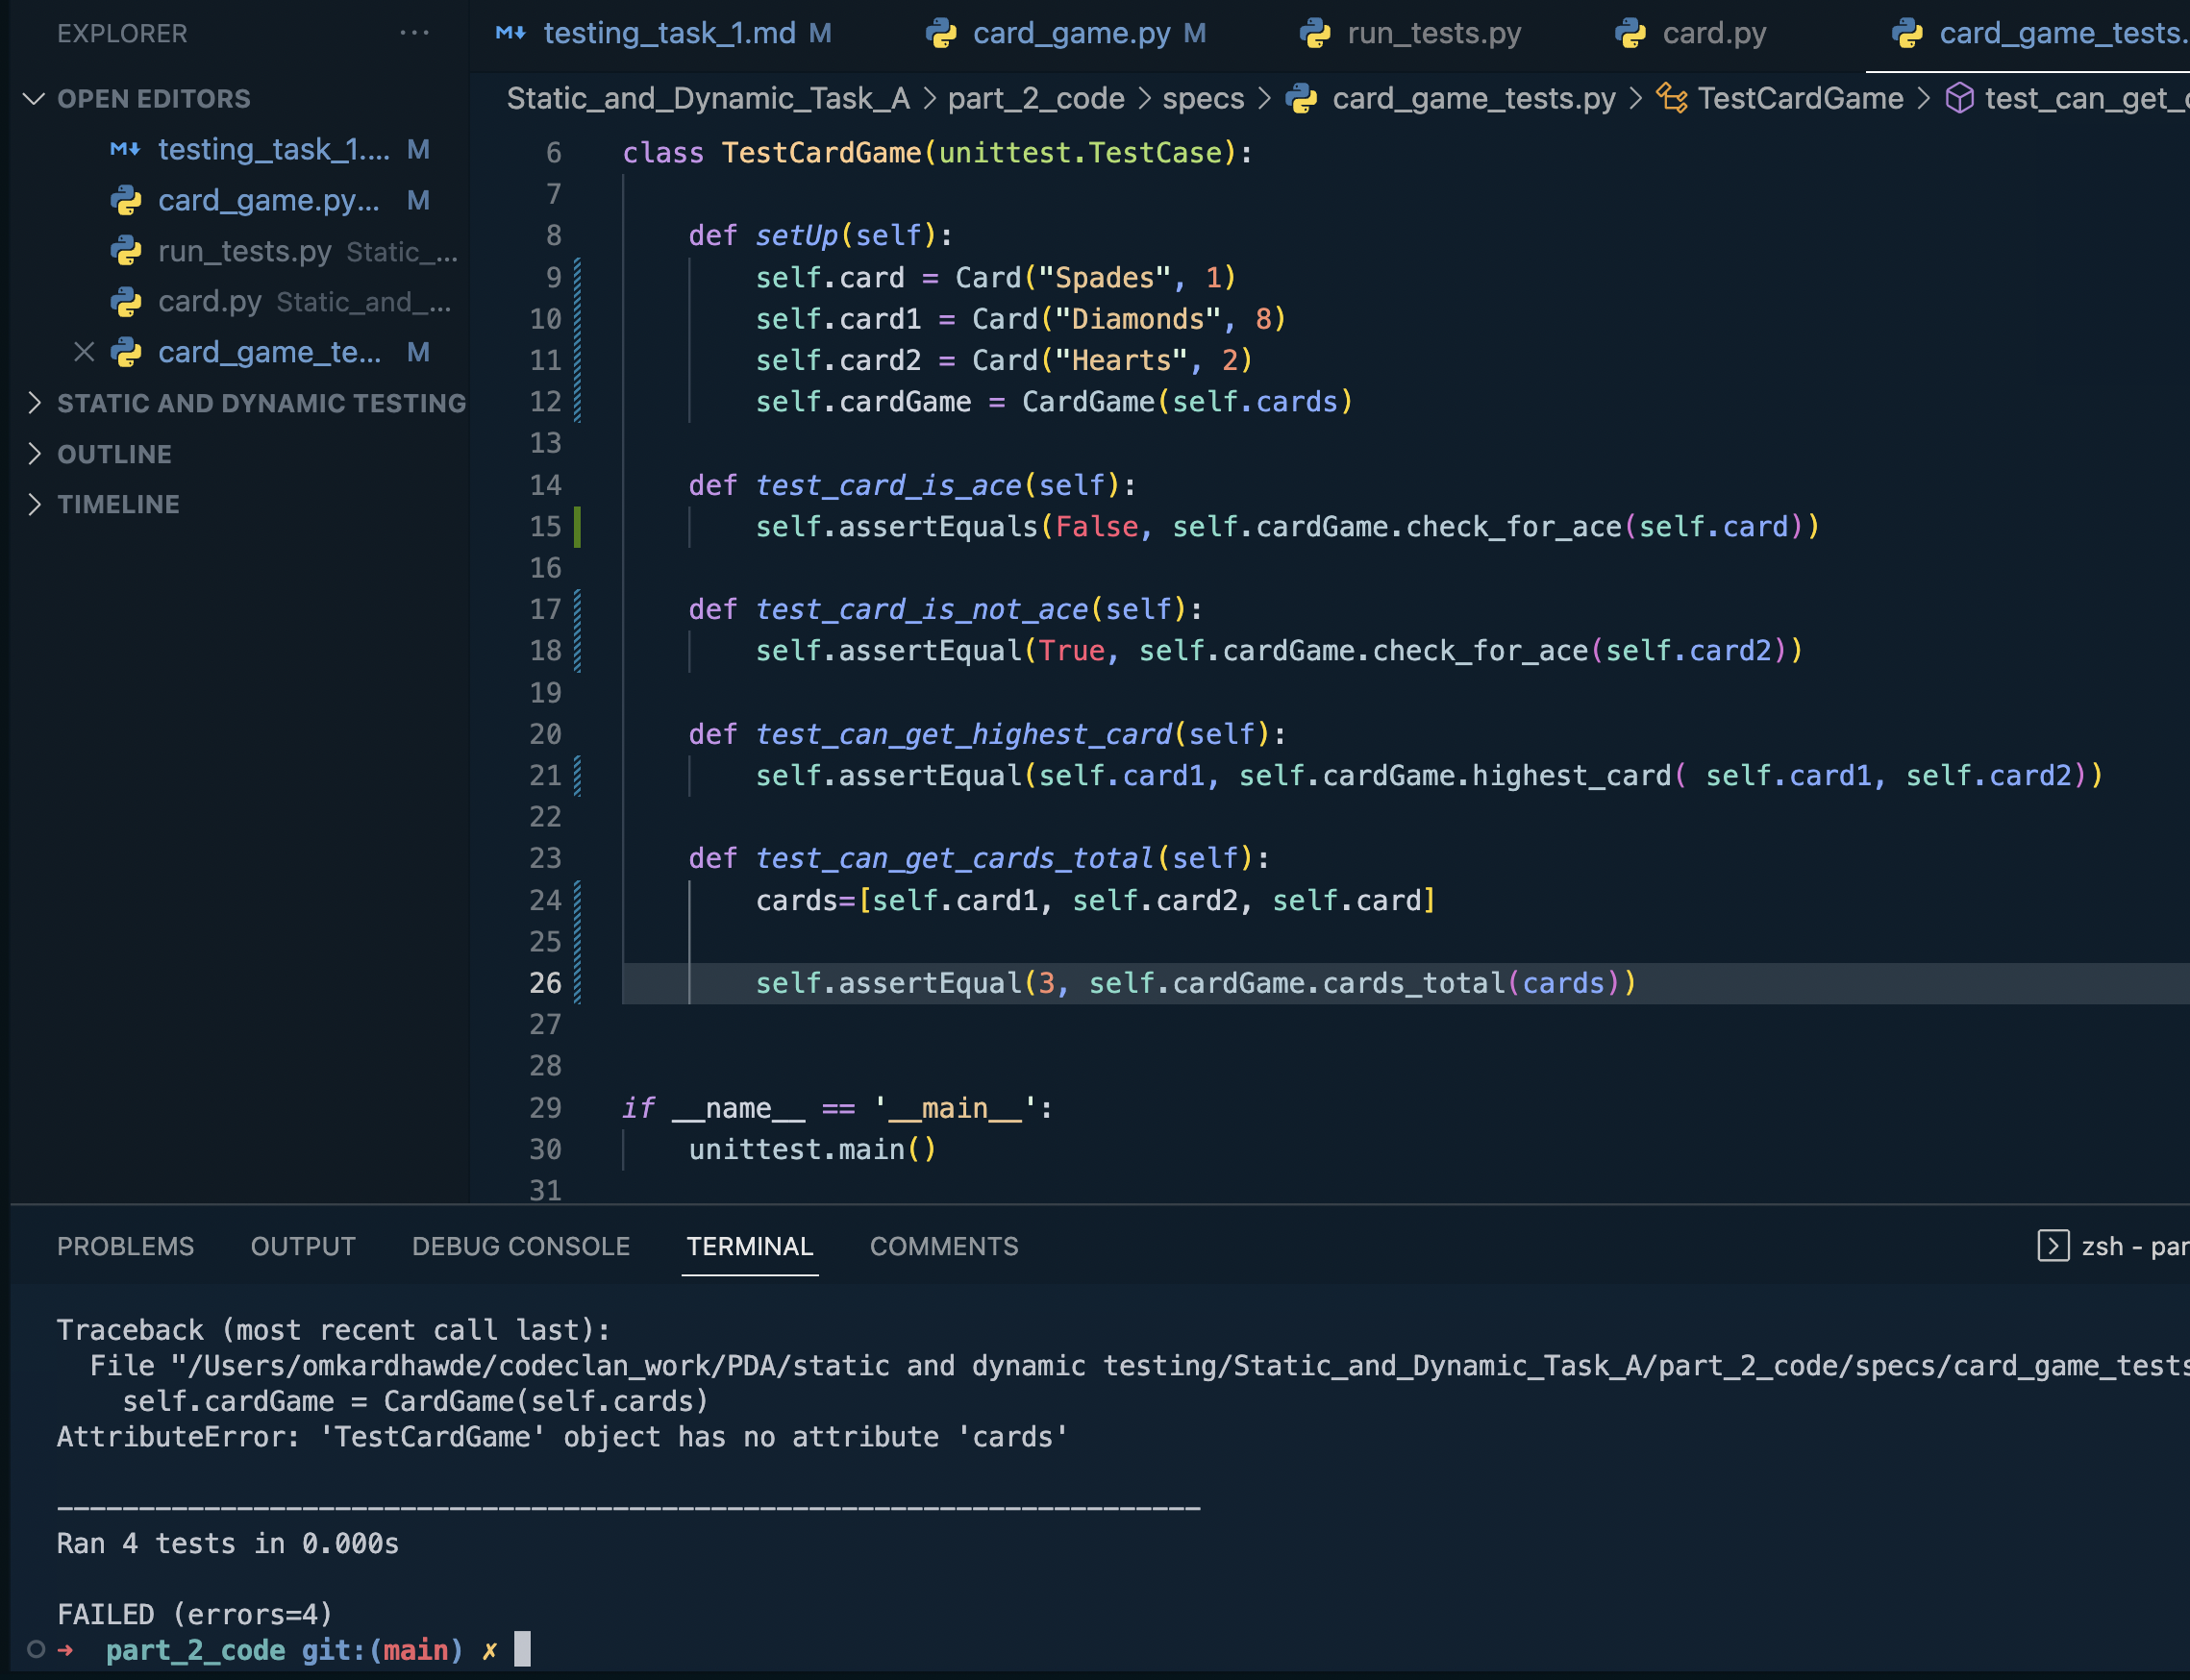 EXPLORER ···
testing_task_1.md M card_game.py M run_tests.py card.py card_game_tests.
OPEN EDITORS
testing_task_1.... M
card_game.py... M
run_tests.py Static_...
card.py Static_and_...
card_game_te... M
STATIC AND DYNAMIC TESTING
OUTLINE
TIMELINE
Static_and_Dynamic_Task_A > part_2_code > specs > card_game_tests.py > TestCardGame > test_can_get_c
6 class TestCardGame(unittest.TestCase):
7
8 def setUp(self):
9 self.card = Card("Spades", 1)
10 self.card1 = Card("Diamonds", 8)
11 self.card2 = Card("Hearts", 2)
12 self.cardGame = CardGame(self.cards)
13
14 def test_card_is_ace(self):
15 self.assertEquals(False, self.cardGame.check_for_ace(self.card))
16
17 def test_card_is_not_ace(self):
18 self.assertEqual(True, self.cardGame.check_for_ace(self.card2))
19
20 def test_can_get_highest_card(self):
21 self.assertEqual(self.card1, self.cardGame.highest_card( self.card1, self.card2))
22
23 def test_can_get_cards_total(self):
24 cards=[self.card1, self.card2, self.card]
25
26 self.assertEqual(3, self.cardGame.cards_total(cards))
27
28
29 if __name__ == '__main__':
30 unittest.main()
31
PROBLEMS OUTPUT DEBUG CONSOLE TERMINAL COMMENTS zsh - par
Traceback (most recent call last):
File "/Users/omkardhawde/codeclan_work/PDA/static and dynamic testing/Static_and_Dynamic_Task_A/part_2_code/specs/card_game_tests
self.cardGame = CardGame(self.cards)
AttributeError: 'TestCardGame' object has no attribute 'cards'
----------------------------------------------------------------------
Ran 4 tests in 0.000s
FAILED (errors=4)
➜ part_2_code git:(main) ✗